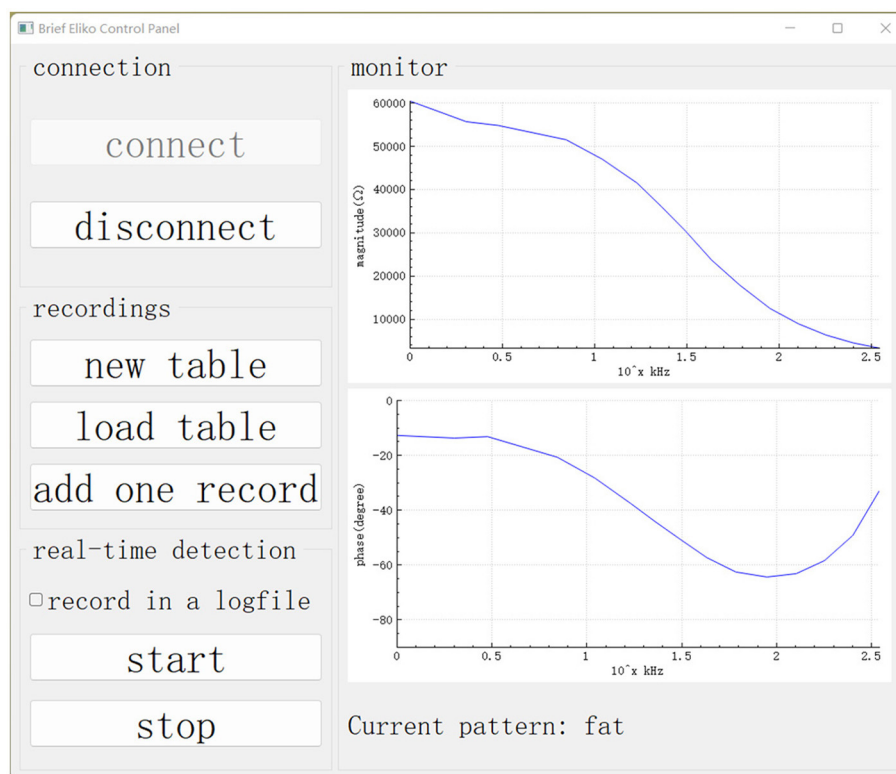 Brief Eliko Control Panel
connection
connect
disconnect
recordings
new table
load table
add one record
real-time detection
record in a logfile
start
stop
monitor
60000
50000
40000
30000
20000
10000
magnitude(Ω)
0 0.5 1 1.5 2 2.5
10^x kHz
0
-20
-40
-60
-80
phase(degree)
0 0.5 1 1.5 2 2.5
10^x kHz
Current pattern: fat